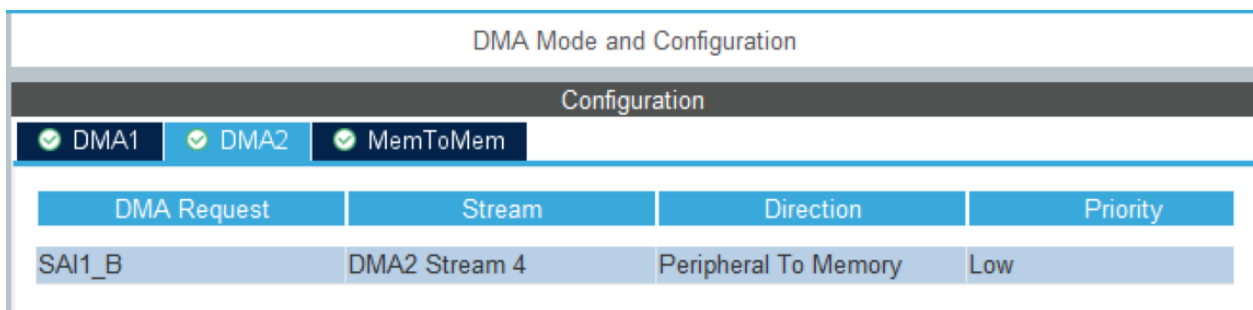 DMA Mode and Configuration
Configuration
DMA1 DMA2 MemToMem
DMA Request Stream Direction Priority
SAI1_B DMA2 Stream 4 Peripheral To Memory Low